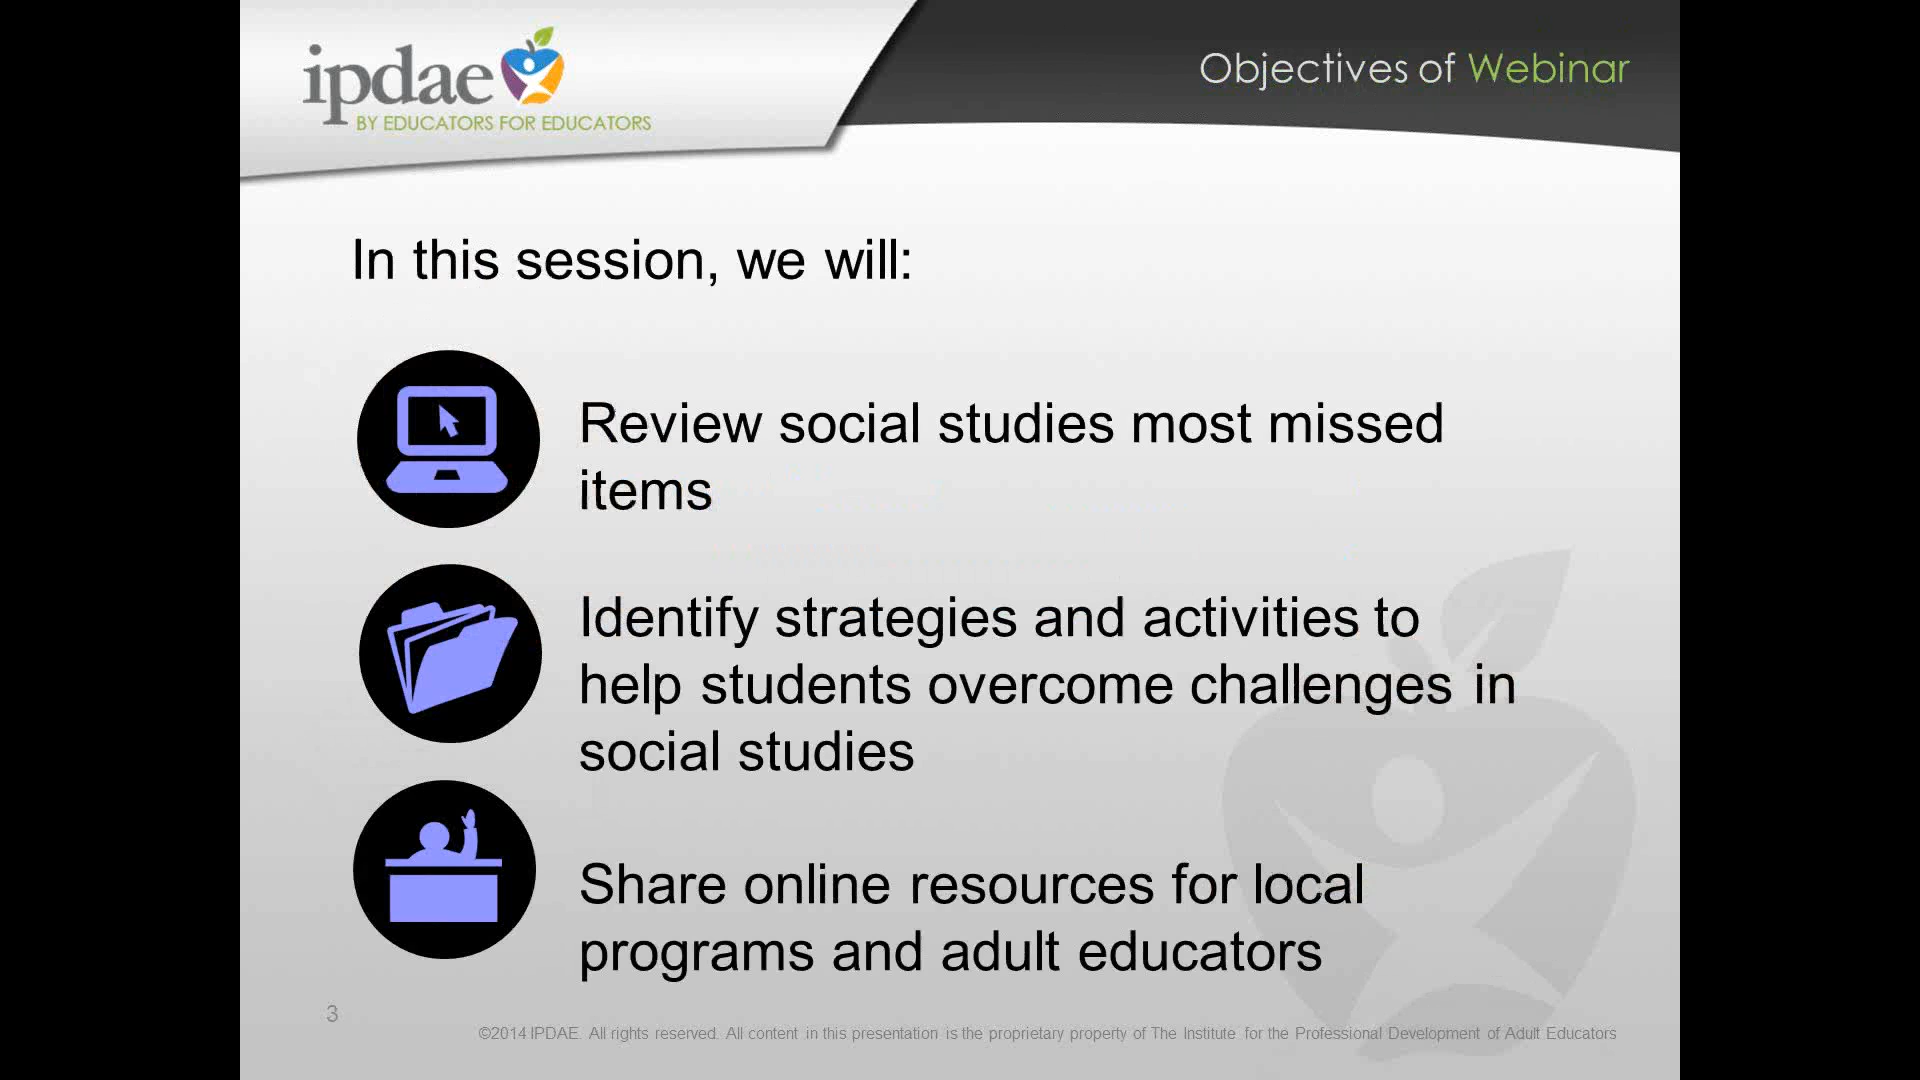 ipdae
BY EDUCATORS FOR EDUCATORS
Objectives of Webinar
In this session, we will:
Review social studies most missed
items
Identify strategies and activities to
help students overcome challenges in
social studies
Share online resources for local
programs and adult educators
3
©2014 IPDAE. All rights reserved. All content in this presentation is the proprietary property of The Institute for the Professional Development of Adult Educators